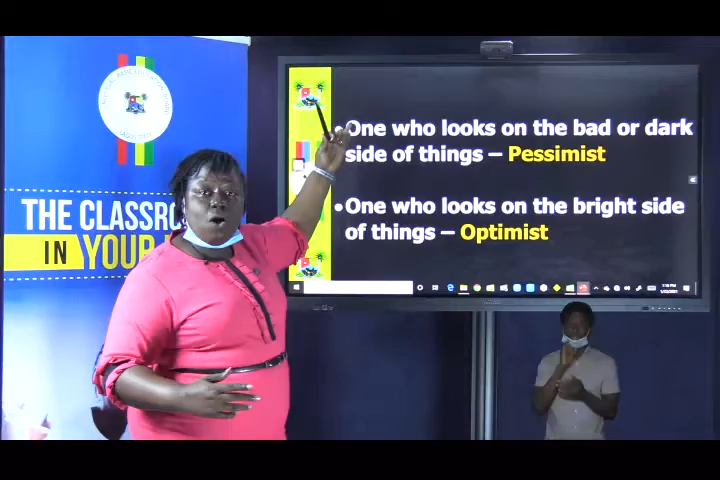 THE CLASSRO
IN YOUR
•One who looks on the bad or dark
side of things – Pessimist
•One who looks on the bright side
of things – Optimist